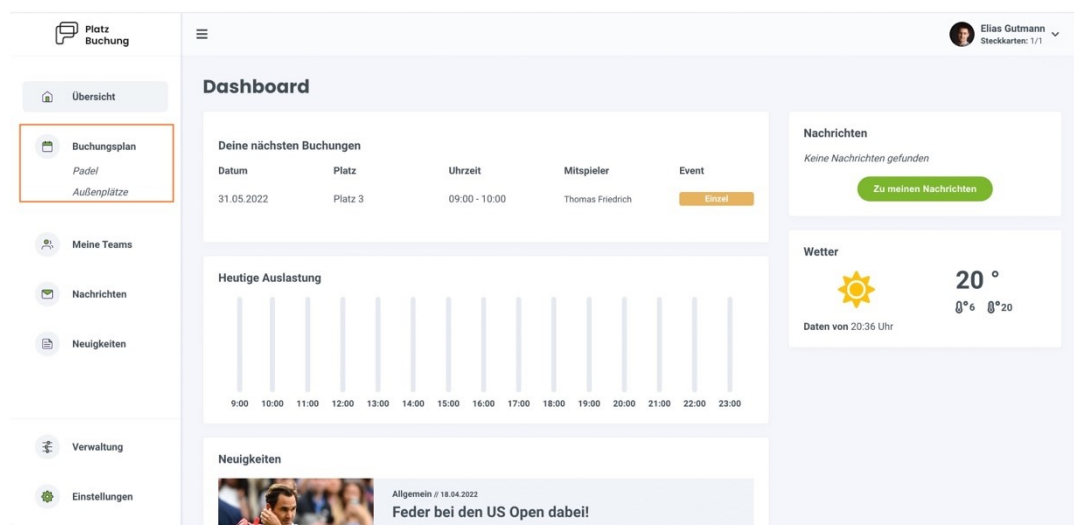 Platz
Buchung
Elias Gutmann
Steckkarten: 1/1
Übersicht
Buchungsplan
Padel
Außenplätze
Meine Teams
Nachrichten
Neuigkeiten
Verwaltung
Einstellungen
Dashboard
Deine nächsten Buchungen
Datum Platz Uhrzeit Mitspieler Event
31.05.2022 Platz 3 09:00 - 10:00 Thomas Friedrich Einzel
Heutige Auslastung
9:00 10:00 11:00 12:00 13:00 14:00 15:00 16:00 17:00 18:00 19:00 20:00 21:00 22:00 23:00
Neuigkeiten
Allgemein // 18.04.2022
Feder bei den US Open dabei!
Nachrichten
Keine Nachrichten gefunden
Zu meinen Nachrichten
Wetter
20 °
°6 °20
Daten von 20:36 Uhr